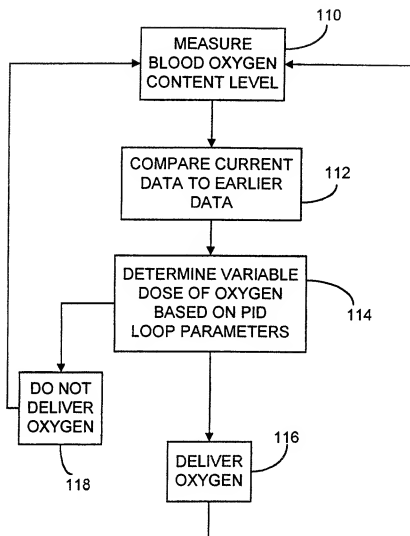 110
MEASURE
BLOOD OXYGEN
CONTENT LEVEL
COMPARE CURRENT
DATA TO EARLIER
DATA
112
DETERMINE VARIABLE
DOSE OF OXYGEN
BASED ON PID
LOOP PARAMETERS
114
DO NOT
DELIVER
OXYGEN
118
DELIVER
OXYGEN
116